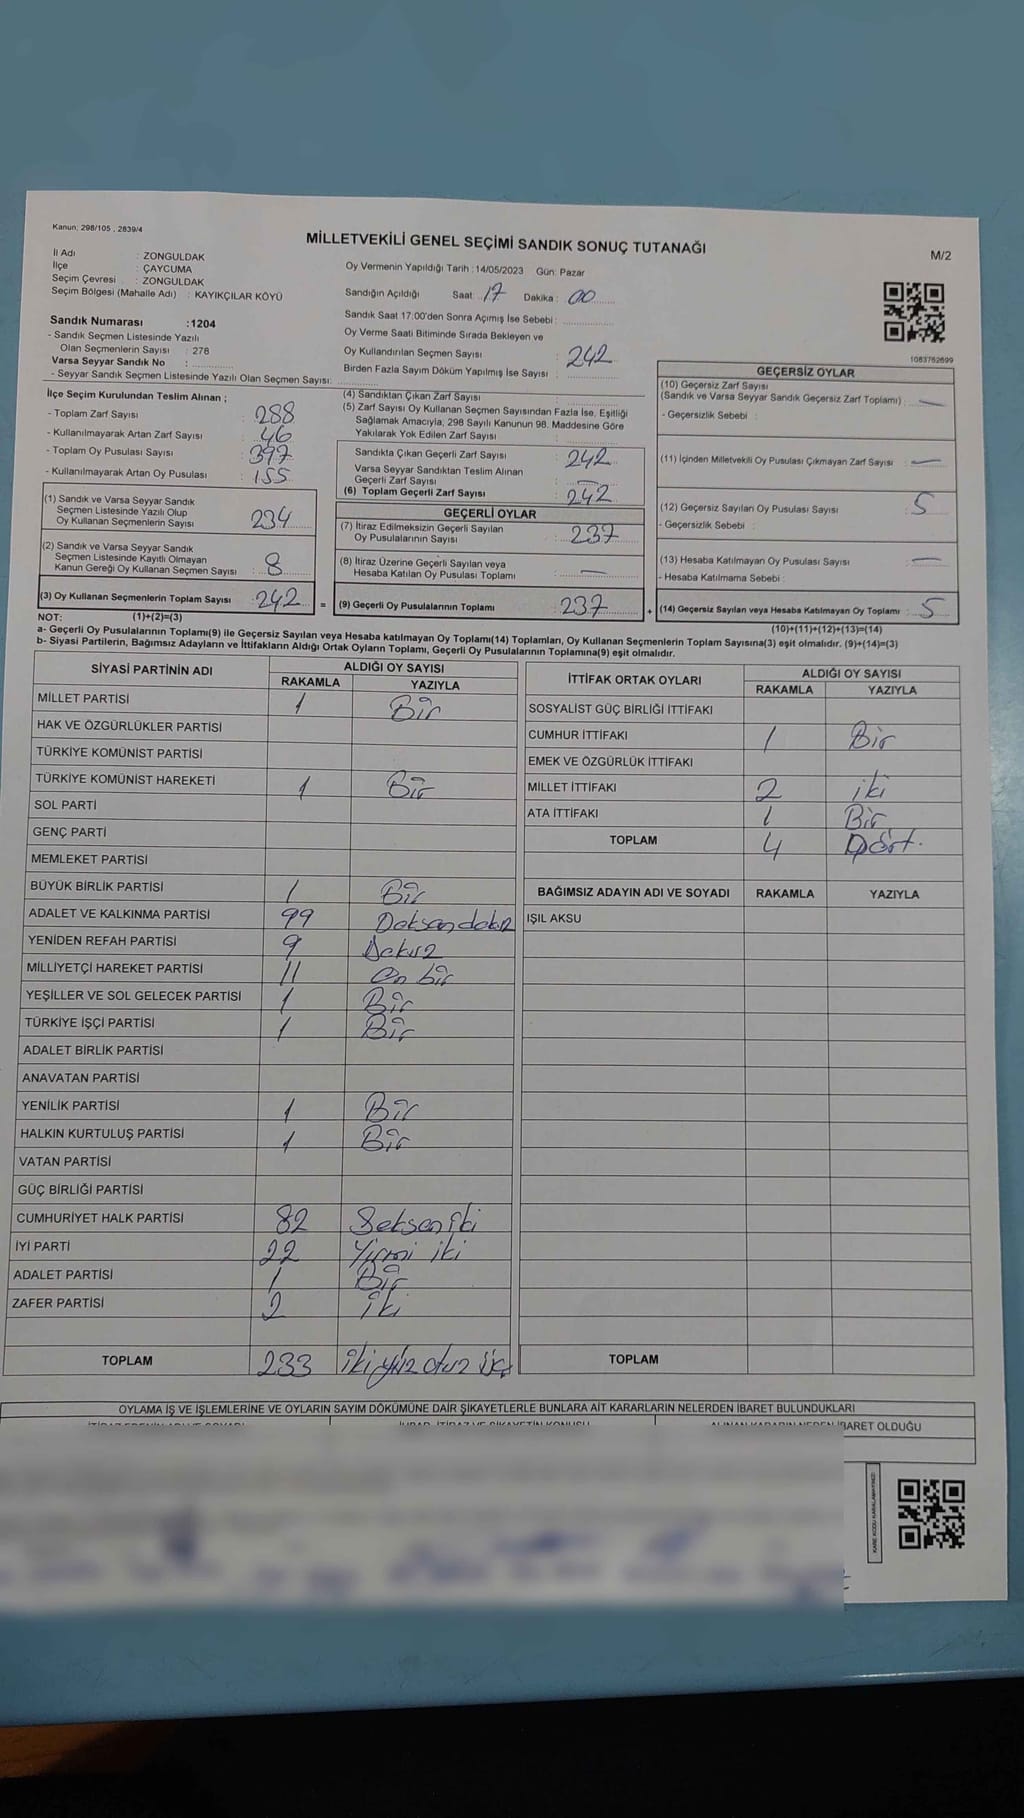 Kanun: 298/105 , 2839/4
MİLLETVEKİLİ GENEL SEÇİMİ SANDIK SONUÇ TUTANAĞI
M/2
İl Adı : ZONGULDAK
İlçe : ÇAYCUMA
Seçim Çevresi : ZONGULDAK
Seçim Bölgesi (Mahalle Adı) : KAYIKÇILAR KÖYÜ
Sandık Numarası :1204
- Sandık Seçmen Listesinde Yazılı
Olan Seçmenlerin Sayısı : 276
Varsa Seyyar Sandık No :
- Seyyar Sandık Seçmen Listesinde Yazılı Olan Seçmen Sayısı:
Oy Vermenin Yapıldığı Tarih : 14/05/2023 Gün: Pazar
Sandığın Açıldığı Saat : 17 Dakika : 00
Sandık Saat 17:00'den Sonra Açımış İse Sebebi :
Oy Verme Saati Bitiminde Sırada Bekleyen ve
Oy Kullandırılan Seçmen Sayısı : 242
Birden Fazla Sayım Döküm Yapılmış İse Sayısı :
1083762699
İlçe Seçim Kurulundan Teslim Alınan ;
- Toplam Zarf Sayısı : 288
- Kullanılmayarak Artan Zarf Sayısı : 46
- Toplam Oy Pusulası Sayısı : 397
- Kullanılmayarak Artan Oy Pusulası : 155
(1) Sandık ve Varsa Seyyar Sandık
Seçmen Listesinde Yazılı Olup
Oy Kullanan Seçmenlerin Sayısı : 234
(2) Sandık ve Varsa Seyyar Sandık
Seçmen Listesinde Kayıtlı Olmayan
Kanun Gereği Oy Kullanan Seçmen Sayısı : 8
(3) Oy Kullanan Seçmenlerin Toplam Sayısı : 242 =
(4) Sandıktan Çıkan Zarf Sayısı :
(5) Zarf Sayısı Oy Kullanan Seçmen Sayısından Fazla İse, Eşitliği
Sağlamak Amacıyla, 298 Sayılı Kanunun 98. Maddesine Göre
Yakılarak Yok Edilen Zarf Sayısı :
Sandıkta Çıkan Geçerli Zarf Sayısı : 242
Varsa Seyyar Sandıktan Teslim Alınan
Geçerli Zarf Sayısı : —
(6) Toplam Geçerli Zarf Sayısı : 242
GEÇERLİ OYLAR
(7) İtiraz Edilmeksizin Geçerli Sayılan
Oy Pusulalarının Sayısı : 237
(8) İtiraz Üzerine Geçerli Sayılan veya
Hesaba Katılan Oy Pusulası Toplamı : —
(9) Geçerli Oy Pusulalarının Toplamı : 237 +
GEÇERSİZ OYLAR
(10) Geçersiz Zarf Sayısı
(Sandık ve Varsa Seyyar Sandık Geçersiz Zarf Toplamı) : —
- Geçersizlik Sebebi :
(11) İçinden Milletvekili Oy Pusulası Çıkmayan Zarf Sayısı : —
(12) Geçersiz Sayılan Oy Pusulası Sayısı : 5
- Geçersizlik Sebebi :
(13) Hesaba Katılmayan Oy Pusulası Sayısı : —
- Hesaba Katılmama Sebebi :
(14) Geçersiz Sayılan veya Hesaba Katılmayan Oy Toplamı : 5
NOT: (1)+(2)=(3)
(10)+(11)+(12)+(13)=(14)
a- Geçerli Oy Pusulalarının Toplamı(9) ile Geçersiz Sayılan veya Hesaba katılmayan Oy Toplamı(14) Toplamları, Oy Kullanan Seçmenlerin Toplam Sayısına(3) eşit olmalıdır. (9)+(14)=(3)
b- Siyasi Partilerin, Bağımsız Adayların ve İttifakların Aldığı Ortak Oyların Toplamı, Geçerli Oy Pusulalarının Toplamına(9) eşit olmalıdır.
SİYASİ PARTİNİN ADI ALDIĞI OY SAYISI
RAKAMLA YAZIYLA
MİLLET PARTİSİ 1 Bir
HAK VE ÖZGÜRLÜKLER PARTİSİ
TÜRKİYE KOMÜNİST PARTİSİ
TÜRKİYE KOMÜNİST HAREKETİ 1 Bir
SOL PARTİ
GENÇ PARTİ
MEMLEKET PARTİSİ
BÜYÜK BİRLİK PARTİSİ 1 Bir
ADALET VE KALKINMA PARTİSİ 99 Doksandokuz
YENİDEN REFAH PARTİSİ 9 Dokuz
MİLLİYETÇİ HAREKET PARTİSİ 11 On bir
YEŞİLLER VE SOL GELECEK PARTİSİ 1 Bir
TÜRKİYE İŞÇİ PARTİSİ 1 Bir
ADALET BİRLİK PARTİSİ
ANAVATAN PARTİSİ
YENİLİK PARTİSİ 1 Bir
HALKIN KURTULUŞ PARTİSİ 1 Bir
VATAN PARTİSİ
GÜÇ BİRLİĞİ PARTİSİ
CUMHURİYET HALK PARTİSİ 82 Seksen iki
İYİ PARTİ 22 Yirmi iki
ADALET PARTİSİ 1 Bir
ZAFER PARTİSİ 2 iki
TOPLAM 233 ikiyüz otuz üç
İTTİFAK ORTAK OYLARI ALDIĞI OY SAYISI
RAKAMLA YAZIYLA
SOSYALİST GÜÇ BİRLİĞİ İTTİFAKI
CUMHUR İTTİFAKI 1 Bir
EMEK VE ÖZGÜRLÜK İTTİFAKI
MİLLET İTTİFAKI 2 iki
ATA İTTİFAKI 1 Bir
TOPLAM 4 Dört.
BAĞIMSIZ ADAYIN ADI VE SOYADI RAKAMLA YAZIYLA
IŞIL AKSU
TOPLAM
OYLAMA İŞ VE İŞLEMLERİNE VE OYLARIN SAYIM DÖKÜMÜNE DAİR ŞİKAYETLERLE BUNLARA AİT KARARLARIN NELERDEN İBARET BULUNDUKLARI
İBARET OLDUĞU
KARE KODU KARALAMAYINIZ!